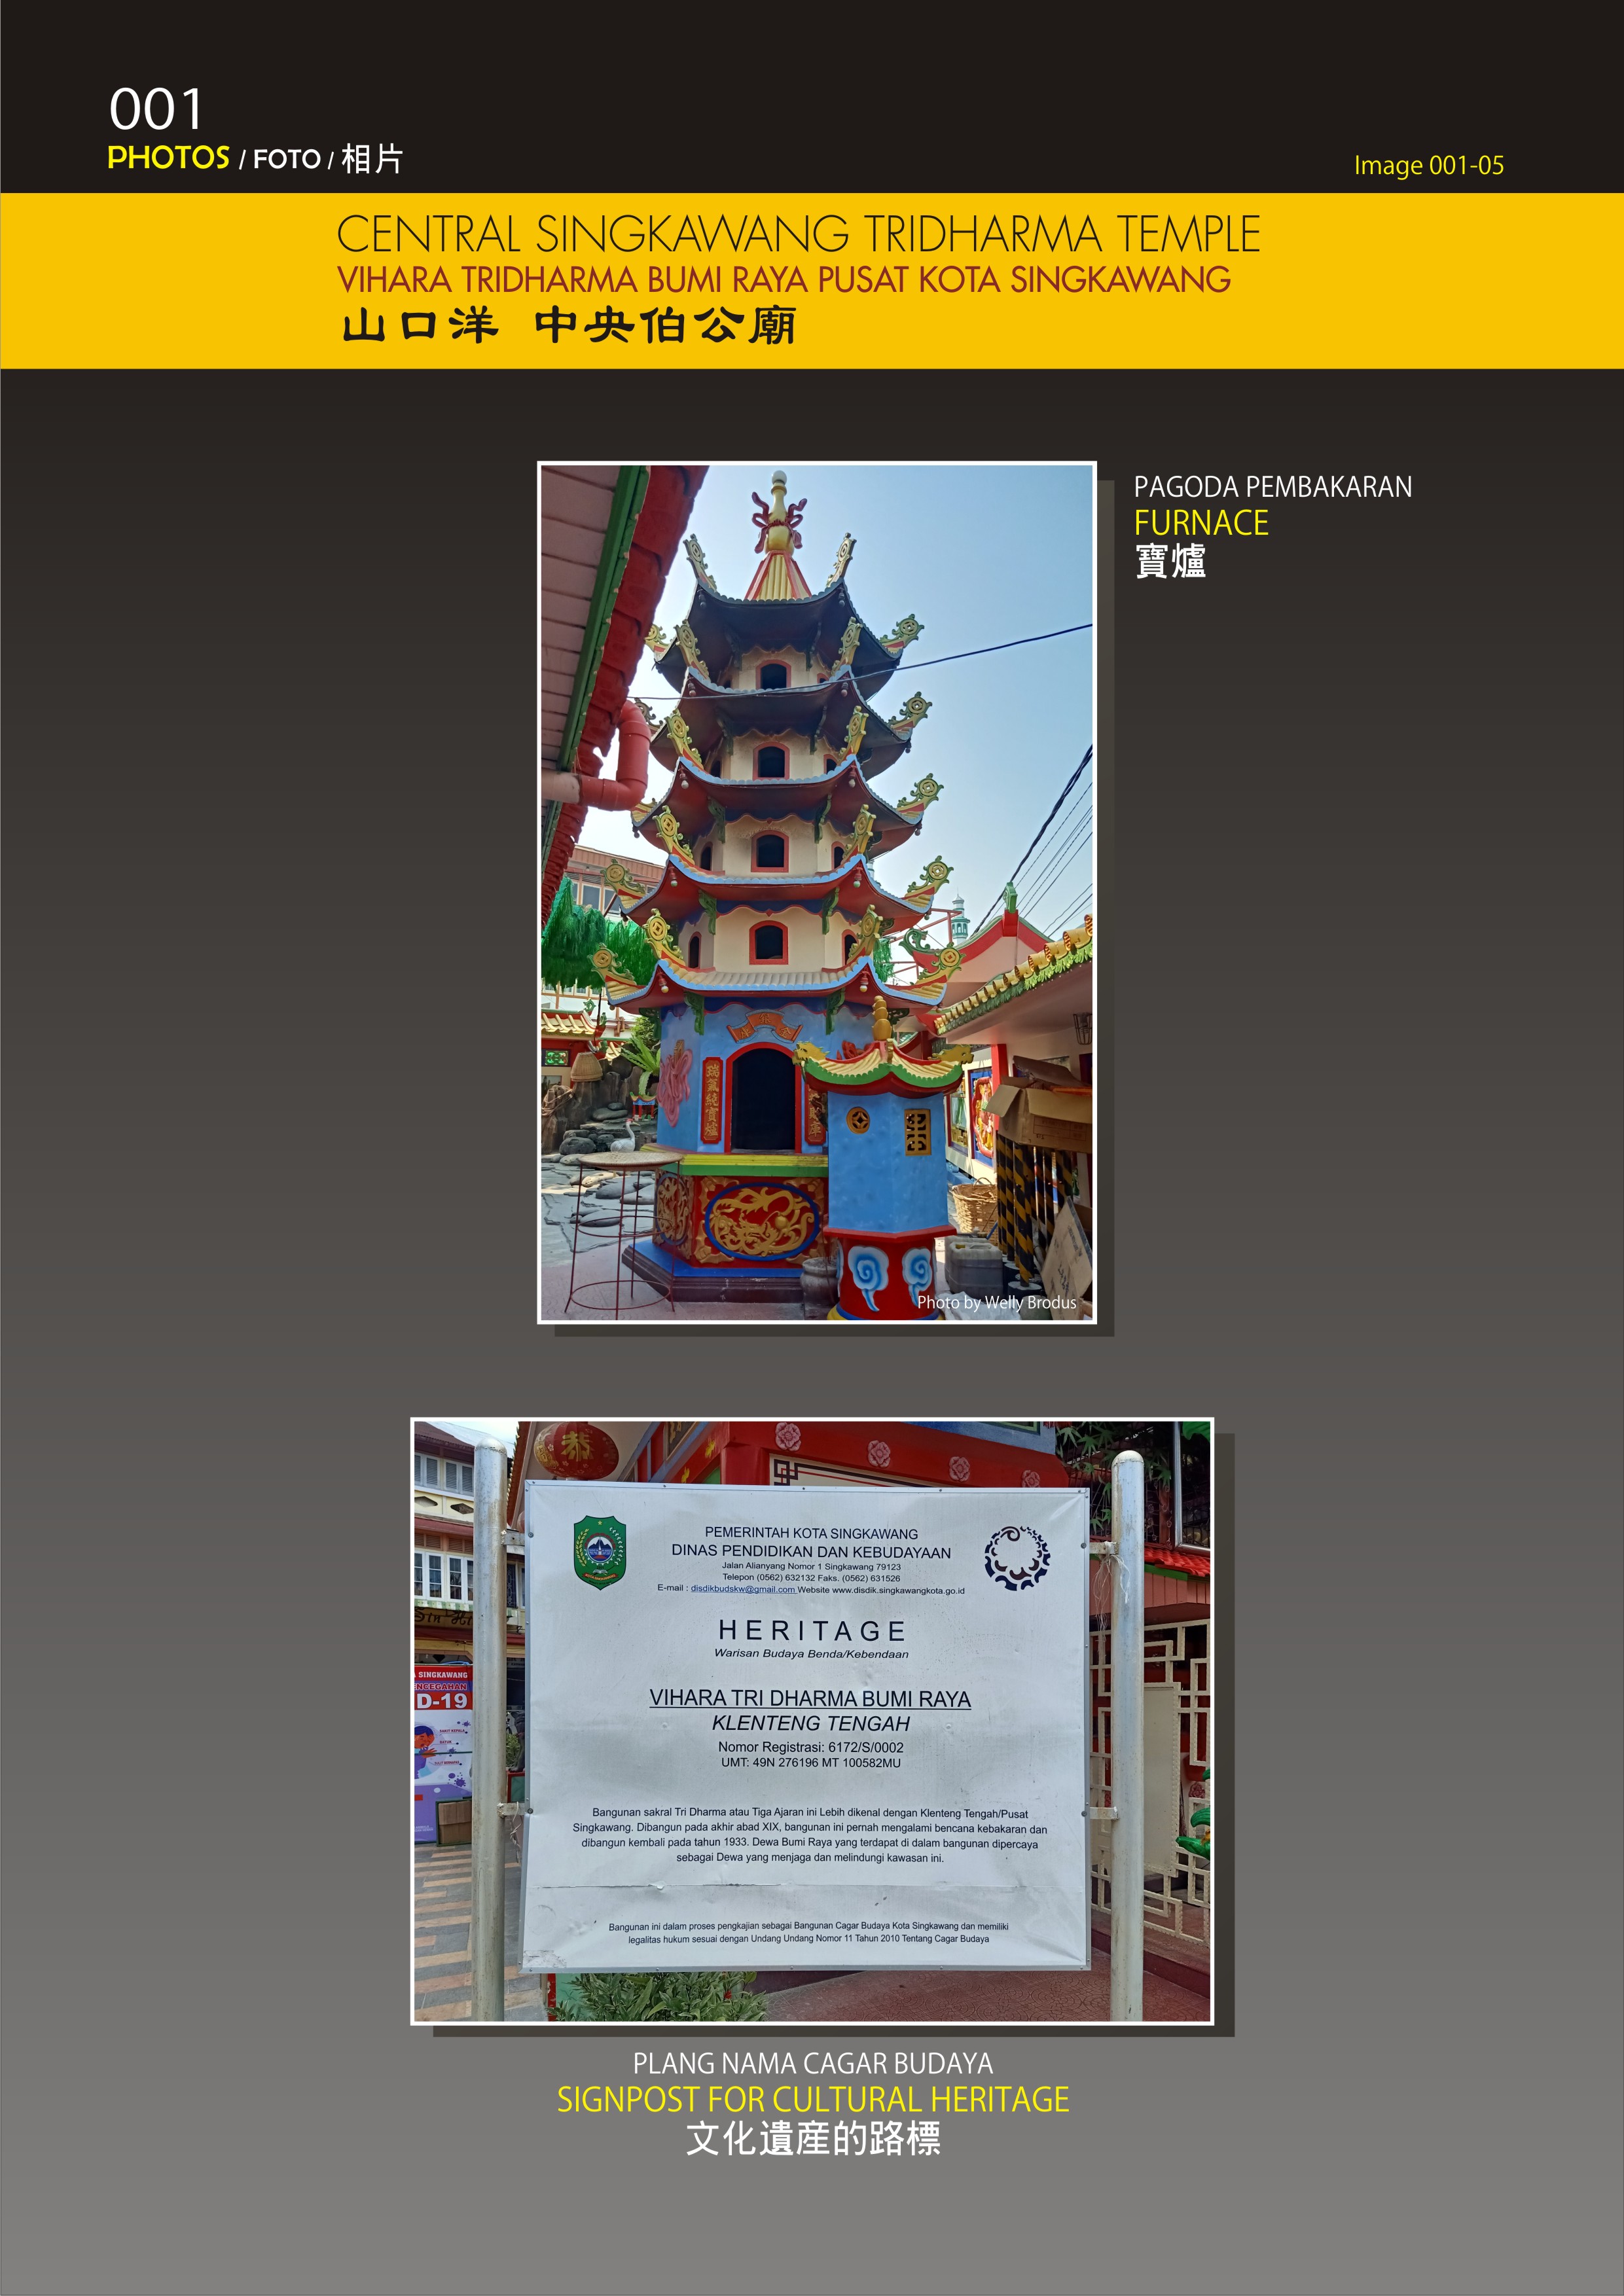 001
PHOTOS / FOTO / 相片
Image 001-05
CENTRAL SINGKAWANG TRIDHARMA TEMPLE
VIHARA TRIDHARMA BUMI RAYA PUSAT KOTA SINGKAWANG
山口洋 中央伯公廟
PAGODA PEMBAKARAN
FURNACE
寶爐
Photo by Welly Brodus
恭
PEMERINTAH KOTA SINGKAWANG
DINAS PENDIDIKAN DAN KEBUDAYAAN
Jalan Alianyang Nomor 1 Singkawang 79123
Telepon (0562) 632132 Faks. (0562) 631526
E-mail : disdikbudskw@gmail.com Website www.disdik.singkawangkota.go.id
HERITAGE
Warisan Budaya Benda/Kebendaan
VIHARA TRI DHARMA BUMI RAYA
KLENTENG TENGAH
Nomor Registrasi: 6172/S/0002
UMT: 49N 276196 MT 100582MU
Bangunan sakral Tri Dharma atau Tiga Ajaran ini Lebih dikenal dengan Klenteng Tengah/Pusat
Singkawang. Dibangun pada akhir abad XIX, bangunan ini pernah mengalami bencana kebakaran dan
dibangun kembali pada tahun 1933. Dewa Bumi Raya yang terdapat di dalam bangunan dipercaya
sebagai Dewa yang menjaga dan melindungi kawasan ini.
Bangunan ini dalam proses pengkajian sebagai Bangunan Cagar Budaya Kota Singkawang dan memiliki
legalitas hukum sesuai dengan Undang Undang Nomor 11 Tahun 2010 Tentang Cagar Budaya
SINGKAWANG
D-19
PLANG NAMA CAGAR BUDAYA
SIGNPOST FOR CULTURAL HERITAGE
文化遺産的路標